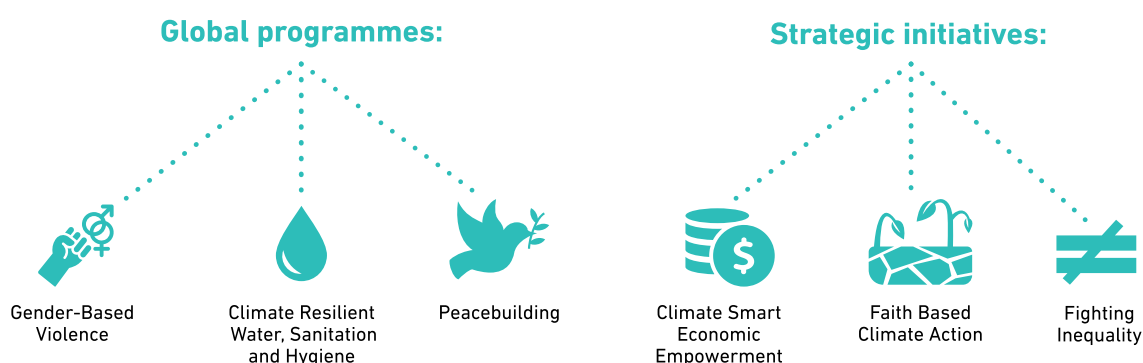 Global programmes:
Gender-Based
Violence
Climate Resilient
Water, Sanitation
and Hygiene
Peacebuilding
Strategic initiatives:
$
Climate Smart
Economic
Empowerment
Faith Based
Climate Action
Fighting
Inequality